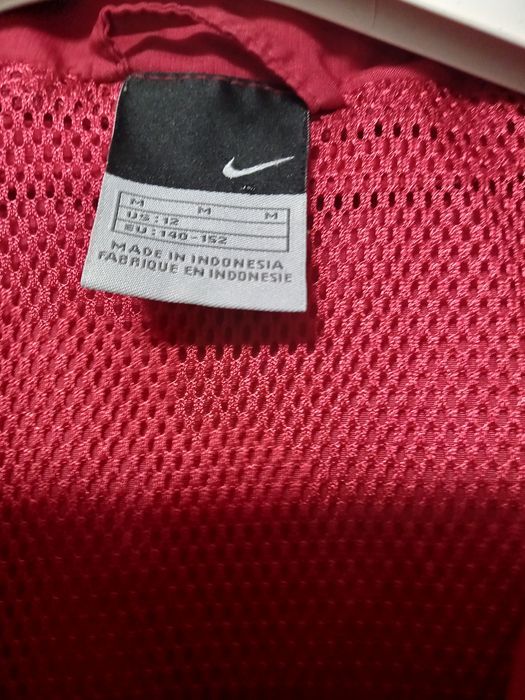 M M M
US : 12
EU : 140-152
MADE IN INDONESIA
FABRIQUE EN INDONESIE